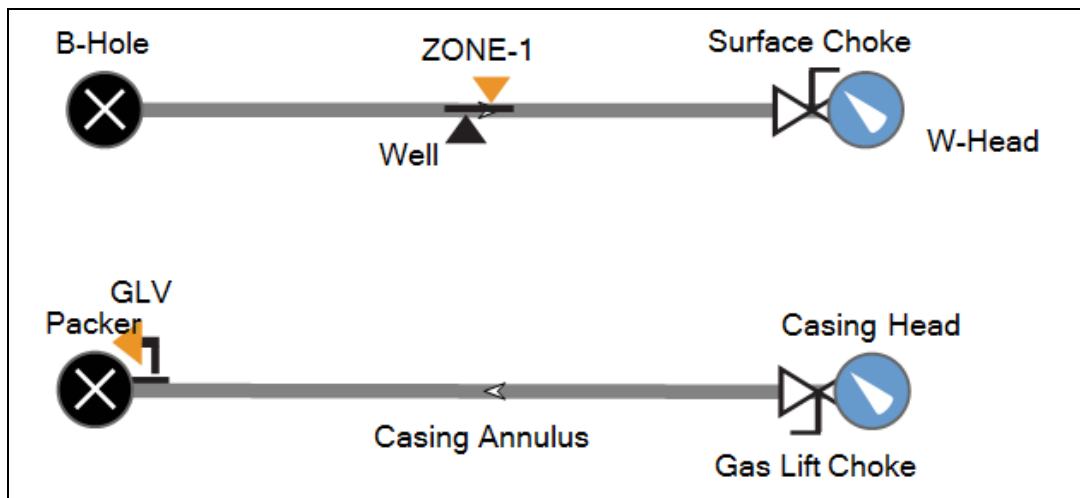 B-Hole
ZONE-1
Surface Choke
Well
W-Head
GLV
Packer
Casing Head
Casing Annulus
Gas Lift Choke